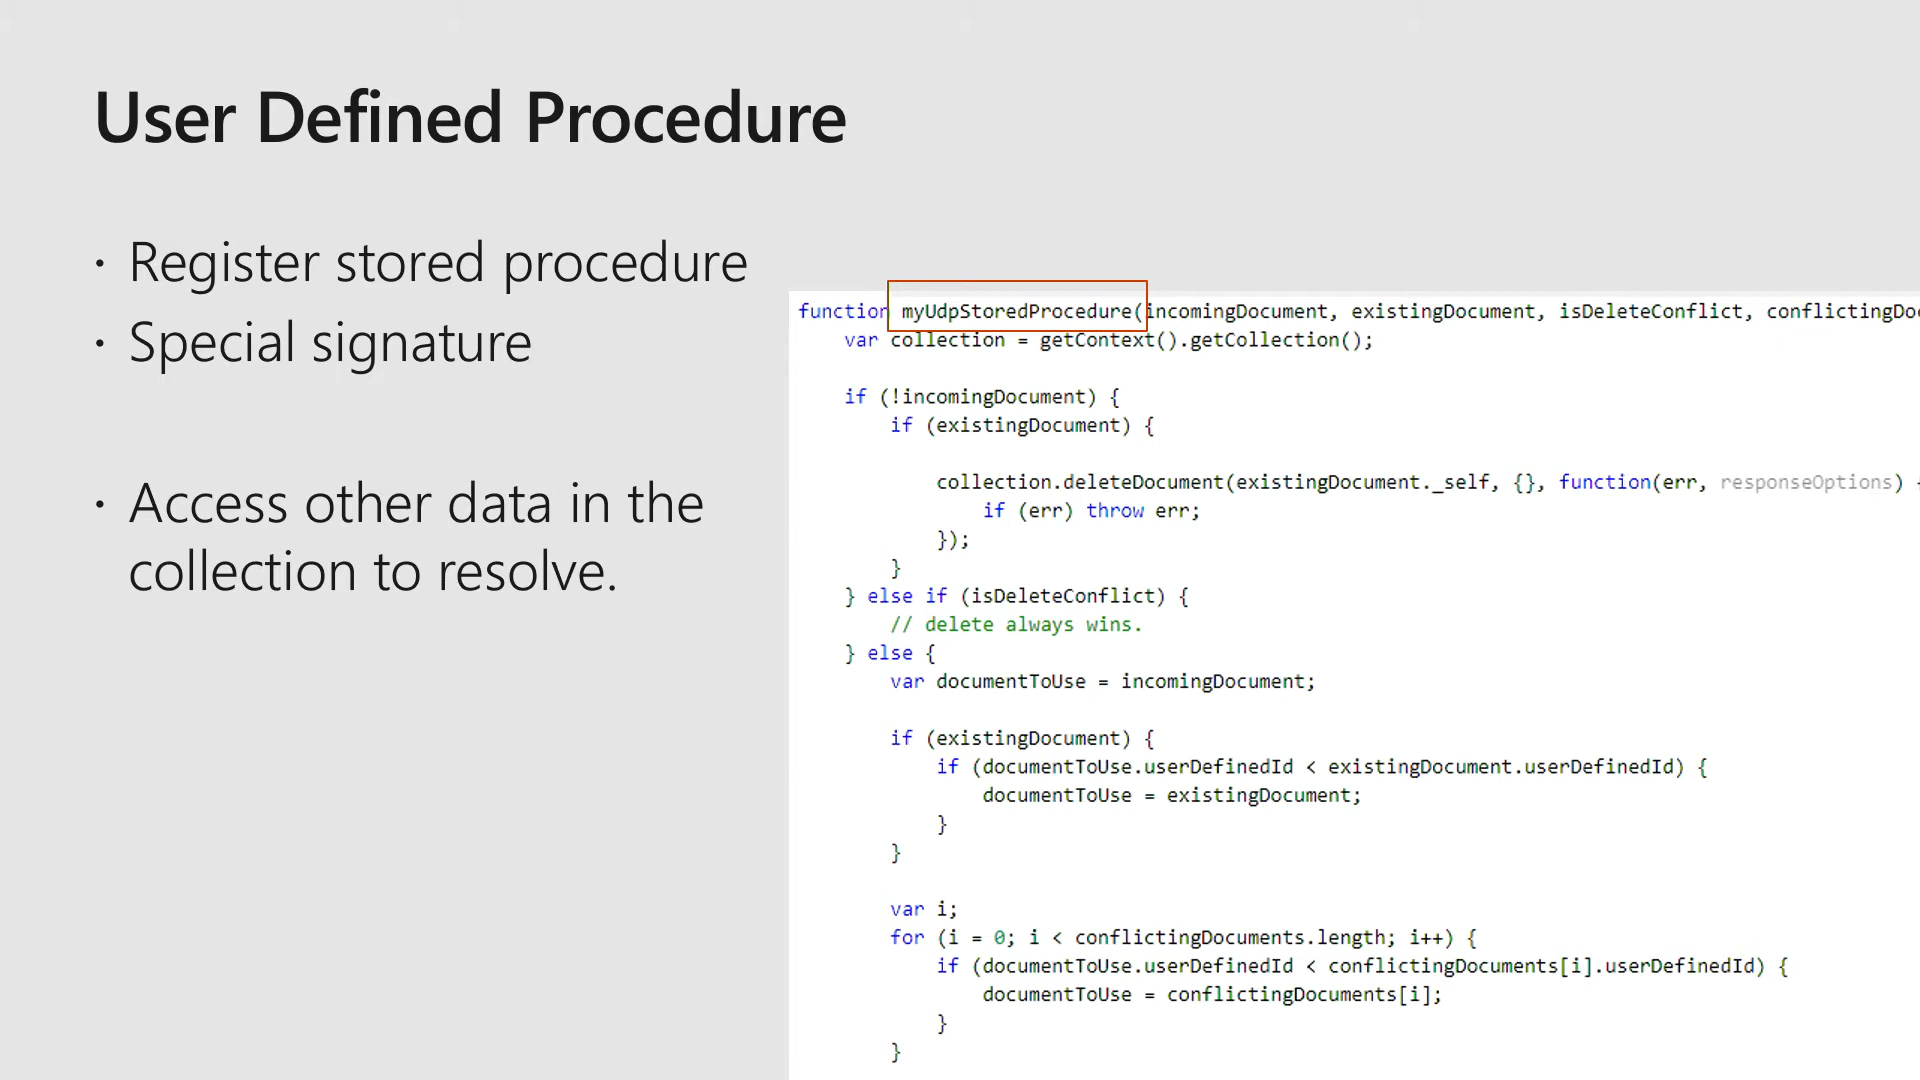 User Defined Procedure
· Register stored procedure
· Special signature
· Access other data in the
collection to resolve.
function myUdpStoredProcedure(incomingDocument, existingDocument, isDeleteConflict, conflictingDo
var collection = getContext().getCollection();
if (!incomingDocument) {
if (existingDocument) {
collection.deleteDocument(existingDocument._self, {}, function(err, responseOptions) {
if (err) throw err;
});
}
} else if (isDeleteConflict) {
// delete always wins.
} else {
var documentToUse = incomingDocument;
if (existingDocument) {
if (documentToUse.userDefinedId < existingDocument.userDefinedId) {
documentToUse = existingDocument;
}
}
var i;
for (i = 0; i < conflictingDocuments.length; i++) {
if (documentToUse.userDefinedId < conflictingDocuments[i].userDefinedId) {
documentToUse = conflictingDocuments[i];
}
}